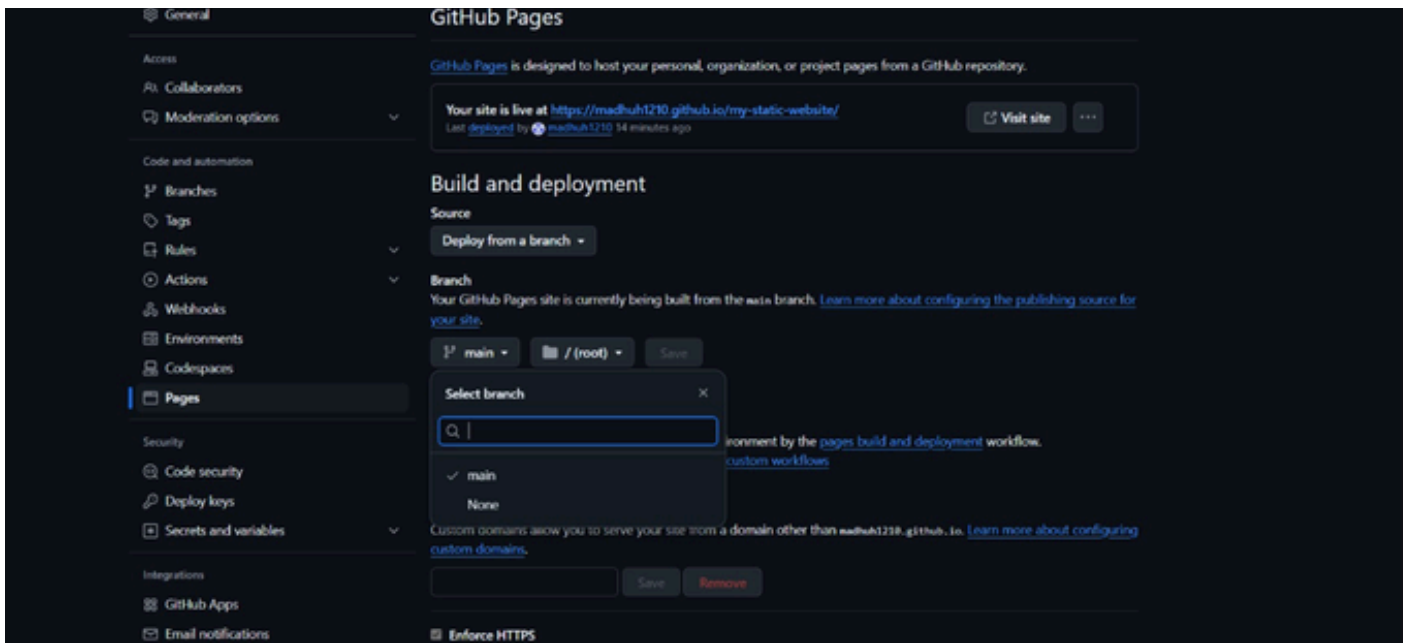 General
Access
Collaborators
Moderation options
Code and automation
Branches
Tags
Rules
Actions
Webhooks
Environments
Codespaces
Pages
Security
Code security
Deploy keys
Secrets and variables
Integrations
GitHub Apps
Email notifications
GitHub Pages
GitHub Pages is designed to host your personal, organization, or project pages from a GitHub repository.
Your site is live at https://madhuh1210.github.io/my-static-website/
Visit site
Last deployed by madhuh1210 54 minutes ago
Build and deployment
Source
Deploy from a branch
Branch
Your GitHub Pages site is currently being built from the main branch. Learn more about configuring the publishing source for
your site.
main / (root) Save
Select branch
main
None
ironment by the pages build and deployment workflow.
custom workflows
Custom domains allow you to serve your site from a domain other than madhuh1210.github.io. Learn more about configuring
custom domains.
Save Remove
Enforce HTTPS